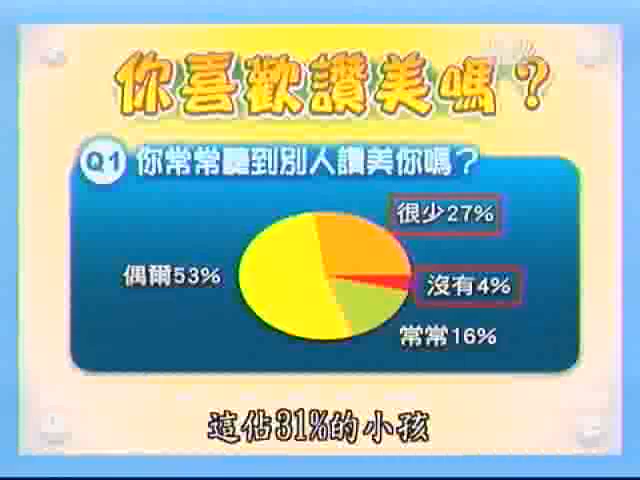 你喜歡讚美嗎？
Q1 你常常聽到別人讚美你嗎？
很少27%
偶爾53%
沒有4%
常常16%
這佔31%的小孩